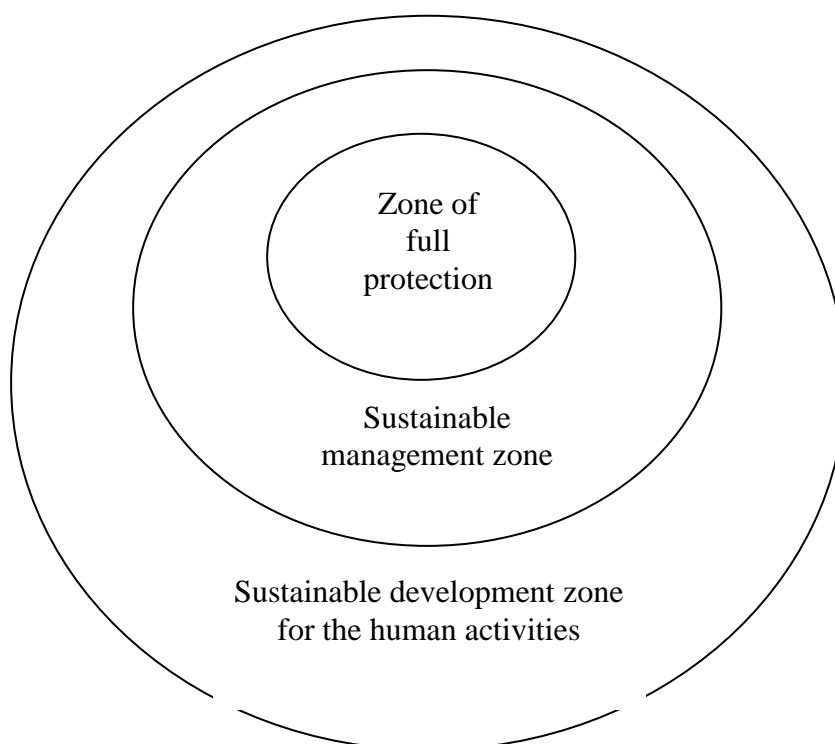 Zone of
full
protection
Sustainable
management zone
Sustainable development zone
for the human activities